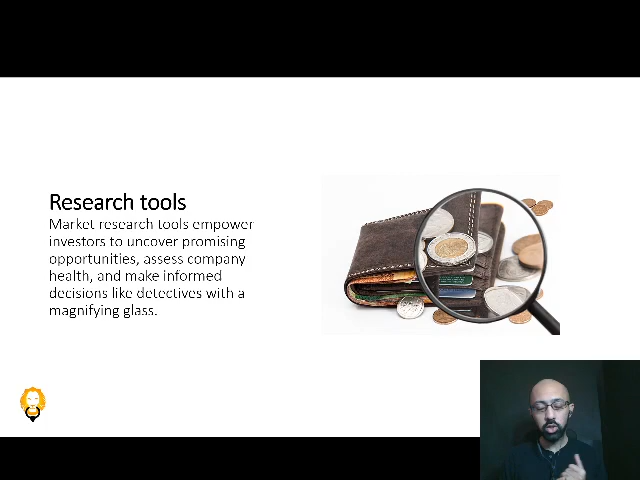 Research tools
Market research tools empower
investors to uncover promising
opportunities, assess company
health, and make informed
decisions like detectives with a
magnifying glass.